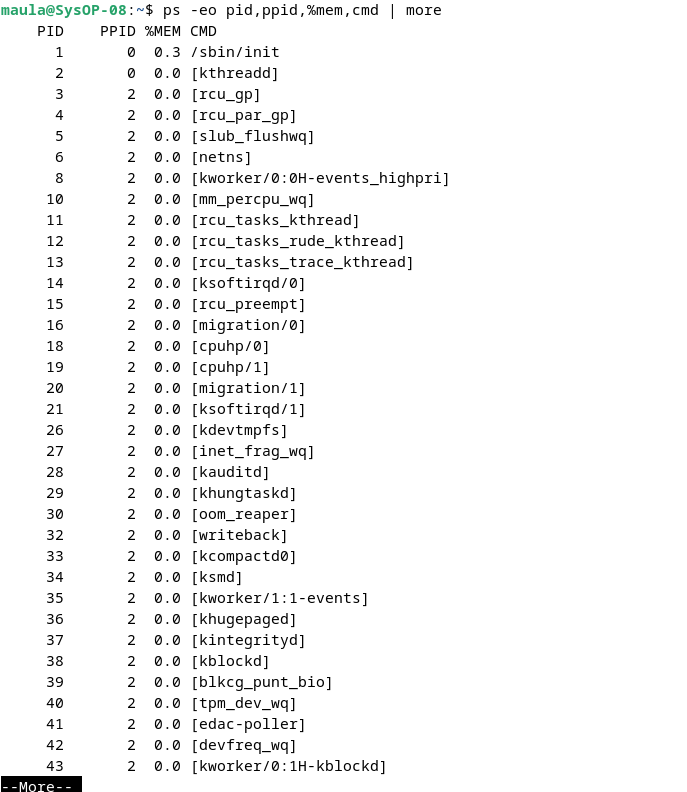 maula@SysOP-08:~$ ps -eo pid,ppid,%mem,cmd | more
    PID    PPID %MEM CMD
      1       0  0.3 /sbin/init
      2       0  0.0 [kthreadd]
      3       2  0.0 [rcu_gp]
      4       2  0.0 [rcu_par_gp]
      5       2  0.0 [slub_flushwq]
      6       2  0.0 [netns]
      8       2  0.0 [kworker/0:0H-events_highpri]
     10       2  0.0 [mm_percpu_wq]
     11       2  0.0 [rcu_tasks_kthread]
     12       2  0.0 [rcu_tasks_rude_kthread]
     13       2  0.0 [rcu_tasks_trace_kthread]
     14       2  0.0 [ksoftirqd/0]
     15       2  0.0 [rcu_preempt]
     16       2  0.0 [migration/0]
     18       2  0.0 [cpuhp/0]
     19       2  0.0 [cpuhp/1]
     20       2  0.0 [migration/1]
     21       2  0.0 [ksoftirqd/1]
     26       2  0.0 [kdevtmpfs]
     27       2  0.0 [inet_frag_wq]
     28       2  0.0 [kauditd]
     29       2  0.0 [khungtaskd]
     30       2  0.0 [oom_reaper]
     32       2  0.0 [writeback]
     33       2  0.0 [kcompactd0]
     34       2  0.0 [ksmd]
     35       2  0.0 [kworker/1:1-events]
     36       2  0.0 [khugepaged]
     37       2  0.0 [kintegrityd]
     38       2  0.0 [kblockd]
     39       2  0.0 [blkcg_punt_bio]
     40       2  0.0 [tpm_dev_wq]
     41       2  0.0 [edac-poller]
     42       2  0.0 [devfreq_wq]
     43       2  0.0 [kworker/0:1H-kblockd]
--More--